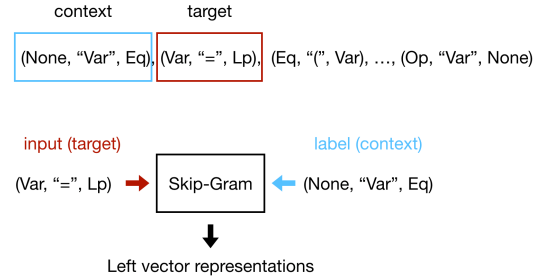 context target
(None, “Var”, Eq), (Var, “=”, Lp), (Eq, “(”, Var), ..., (Op, “Var”, None)
input (target) label (context)
(Var, “=”, Lp) Skip-Gram (None, “Var”, Eq)
Left vector representations